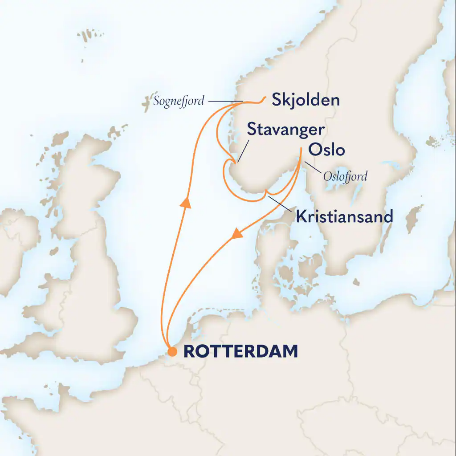 Sognefjord
Skjolden
Stavanger
Oslo
Oslofjord
Kristiansand
ROTTERDAM